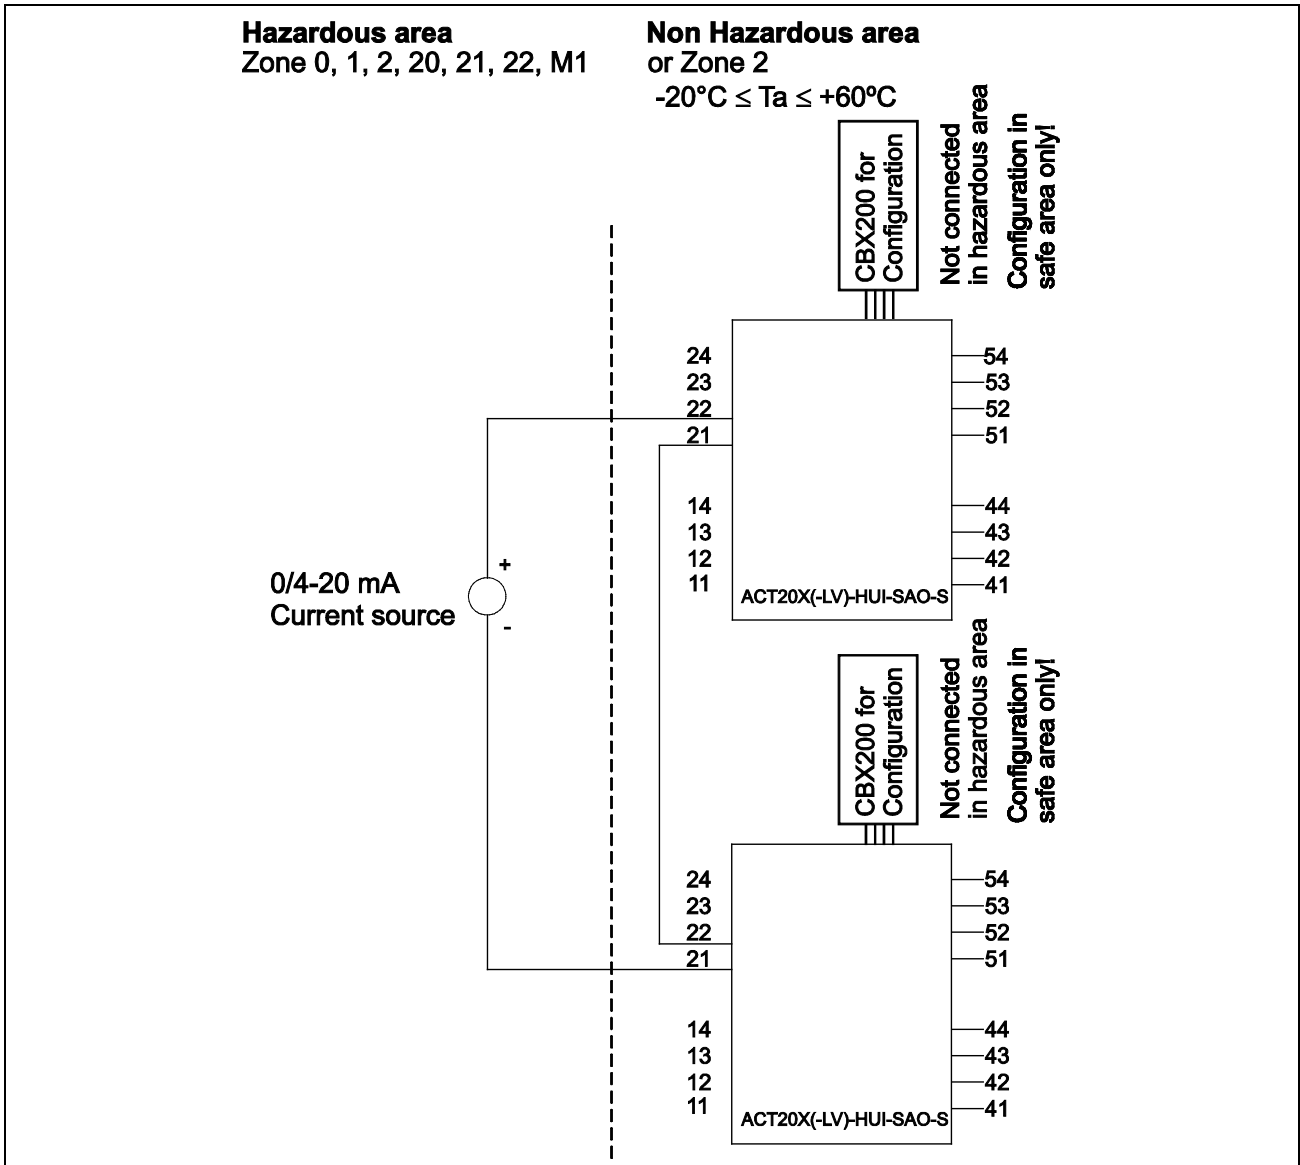 Hazardous area
Zone 0, 1, 2, 20, 21, 22, M1
Non Hazardous area
or Zone 2
-20°C ≤ Ta ≤ +60ºC
CBX200 for
Configuration
Not connected
in hazardous area
Configuration in
safe area only!
24
23
22
21
14
13
12
11
54
53
52
51
44
43
42
41
ACT20X(-LV)-HUI-SAO-S
0/4-20 mA
Current source
+
-
CBX200 for
Configuration
Not connected
in hazardous area
Configuration in
safe area only!
24
23
22
21
14
13
12
11
54
53
52
51
44
43
42
41
ACT20X(-LV)-HUI-SAO-S